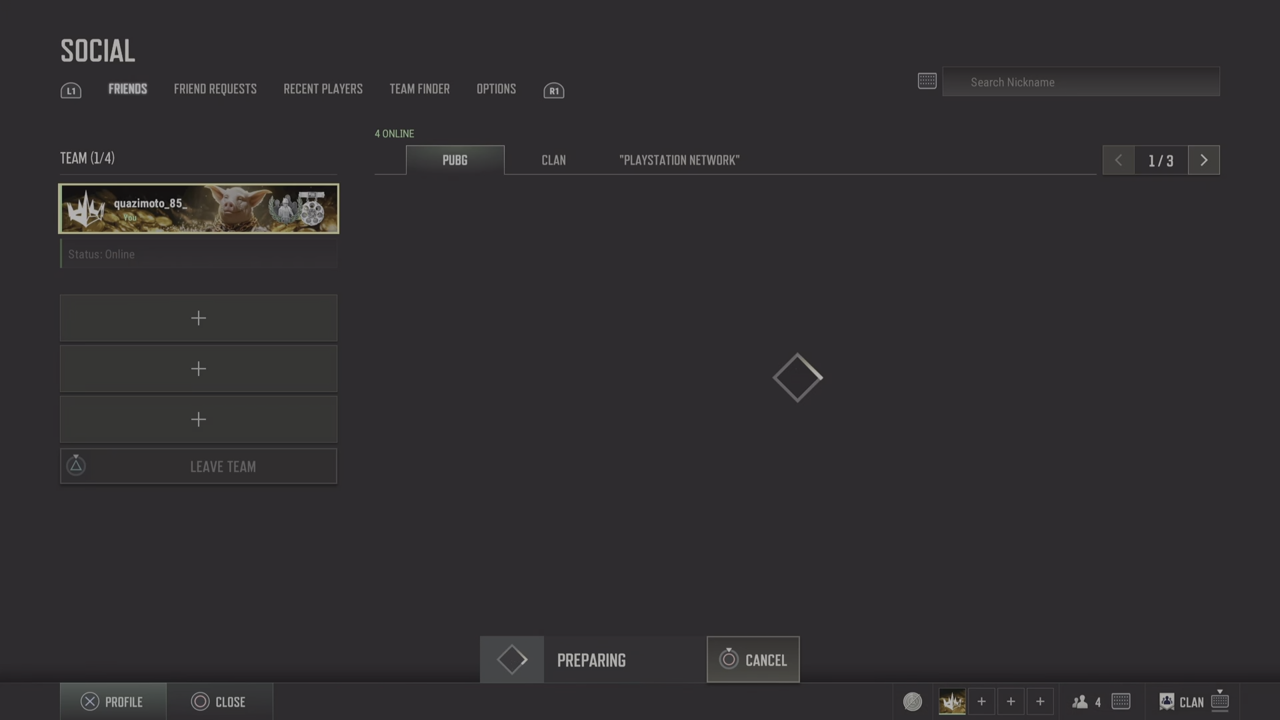 SOCIAL
L1 FRIENDS FRIEND REQUESTS RECENT PLAYERS TEAM FINDER OPTIONS R1
Search Nickname
4 ONLINE
TEAM (1/4)
PUBG CLAN "PLAYSTATION NETWORK" 1 / 3
quazimoto_85_
You
Status: Online
LEAVE TEAM
PREPARING CANCEL
PROFILE CLOSE 4 CLAN